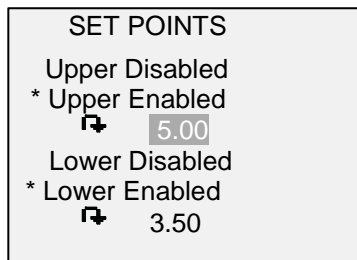 SET POINTS
Upper Disabled
* Upper Enabled
5.00
Lower Disabled
* Lower Enabled
3.50